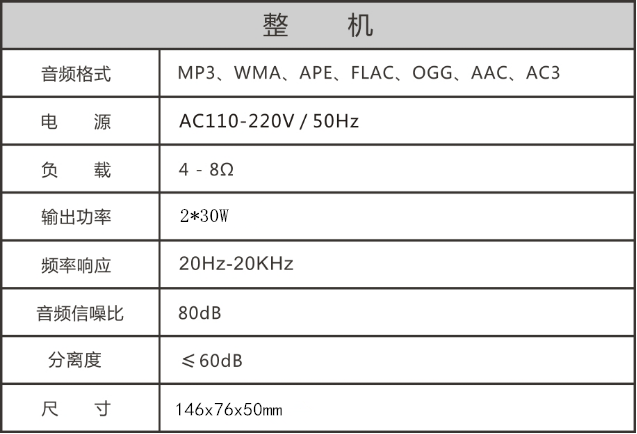 整 机
音频格式 MP3、WMA、APE、FLAC、OGG、AAC、AC3
电 源 AC110-220V / 50Hz
负 载 4 - 8Ω
输出功率 2*30W
频率响应 20Hz-20KHz
音频信噪比 80dB
分离度 ≤60dB
尺 寸 146x76x50mm